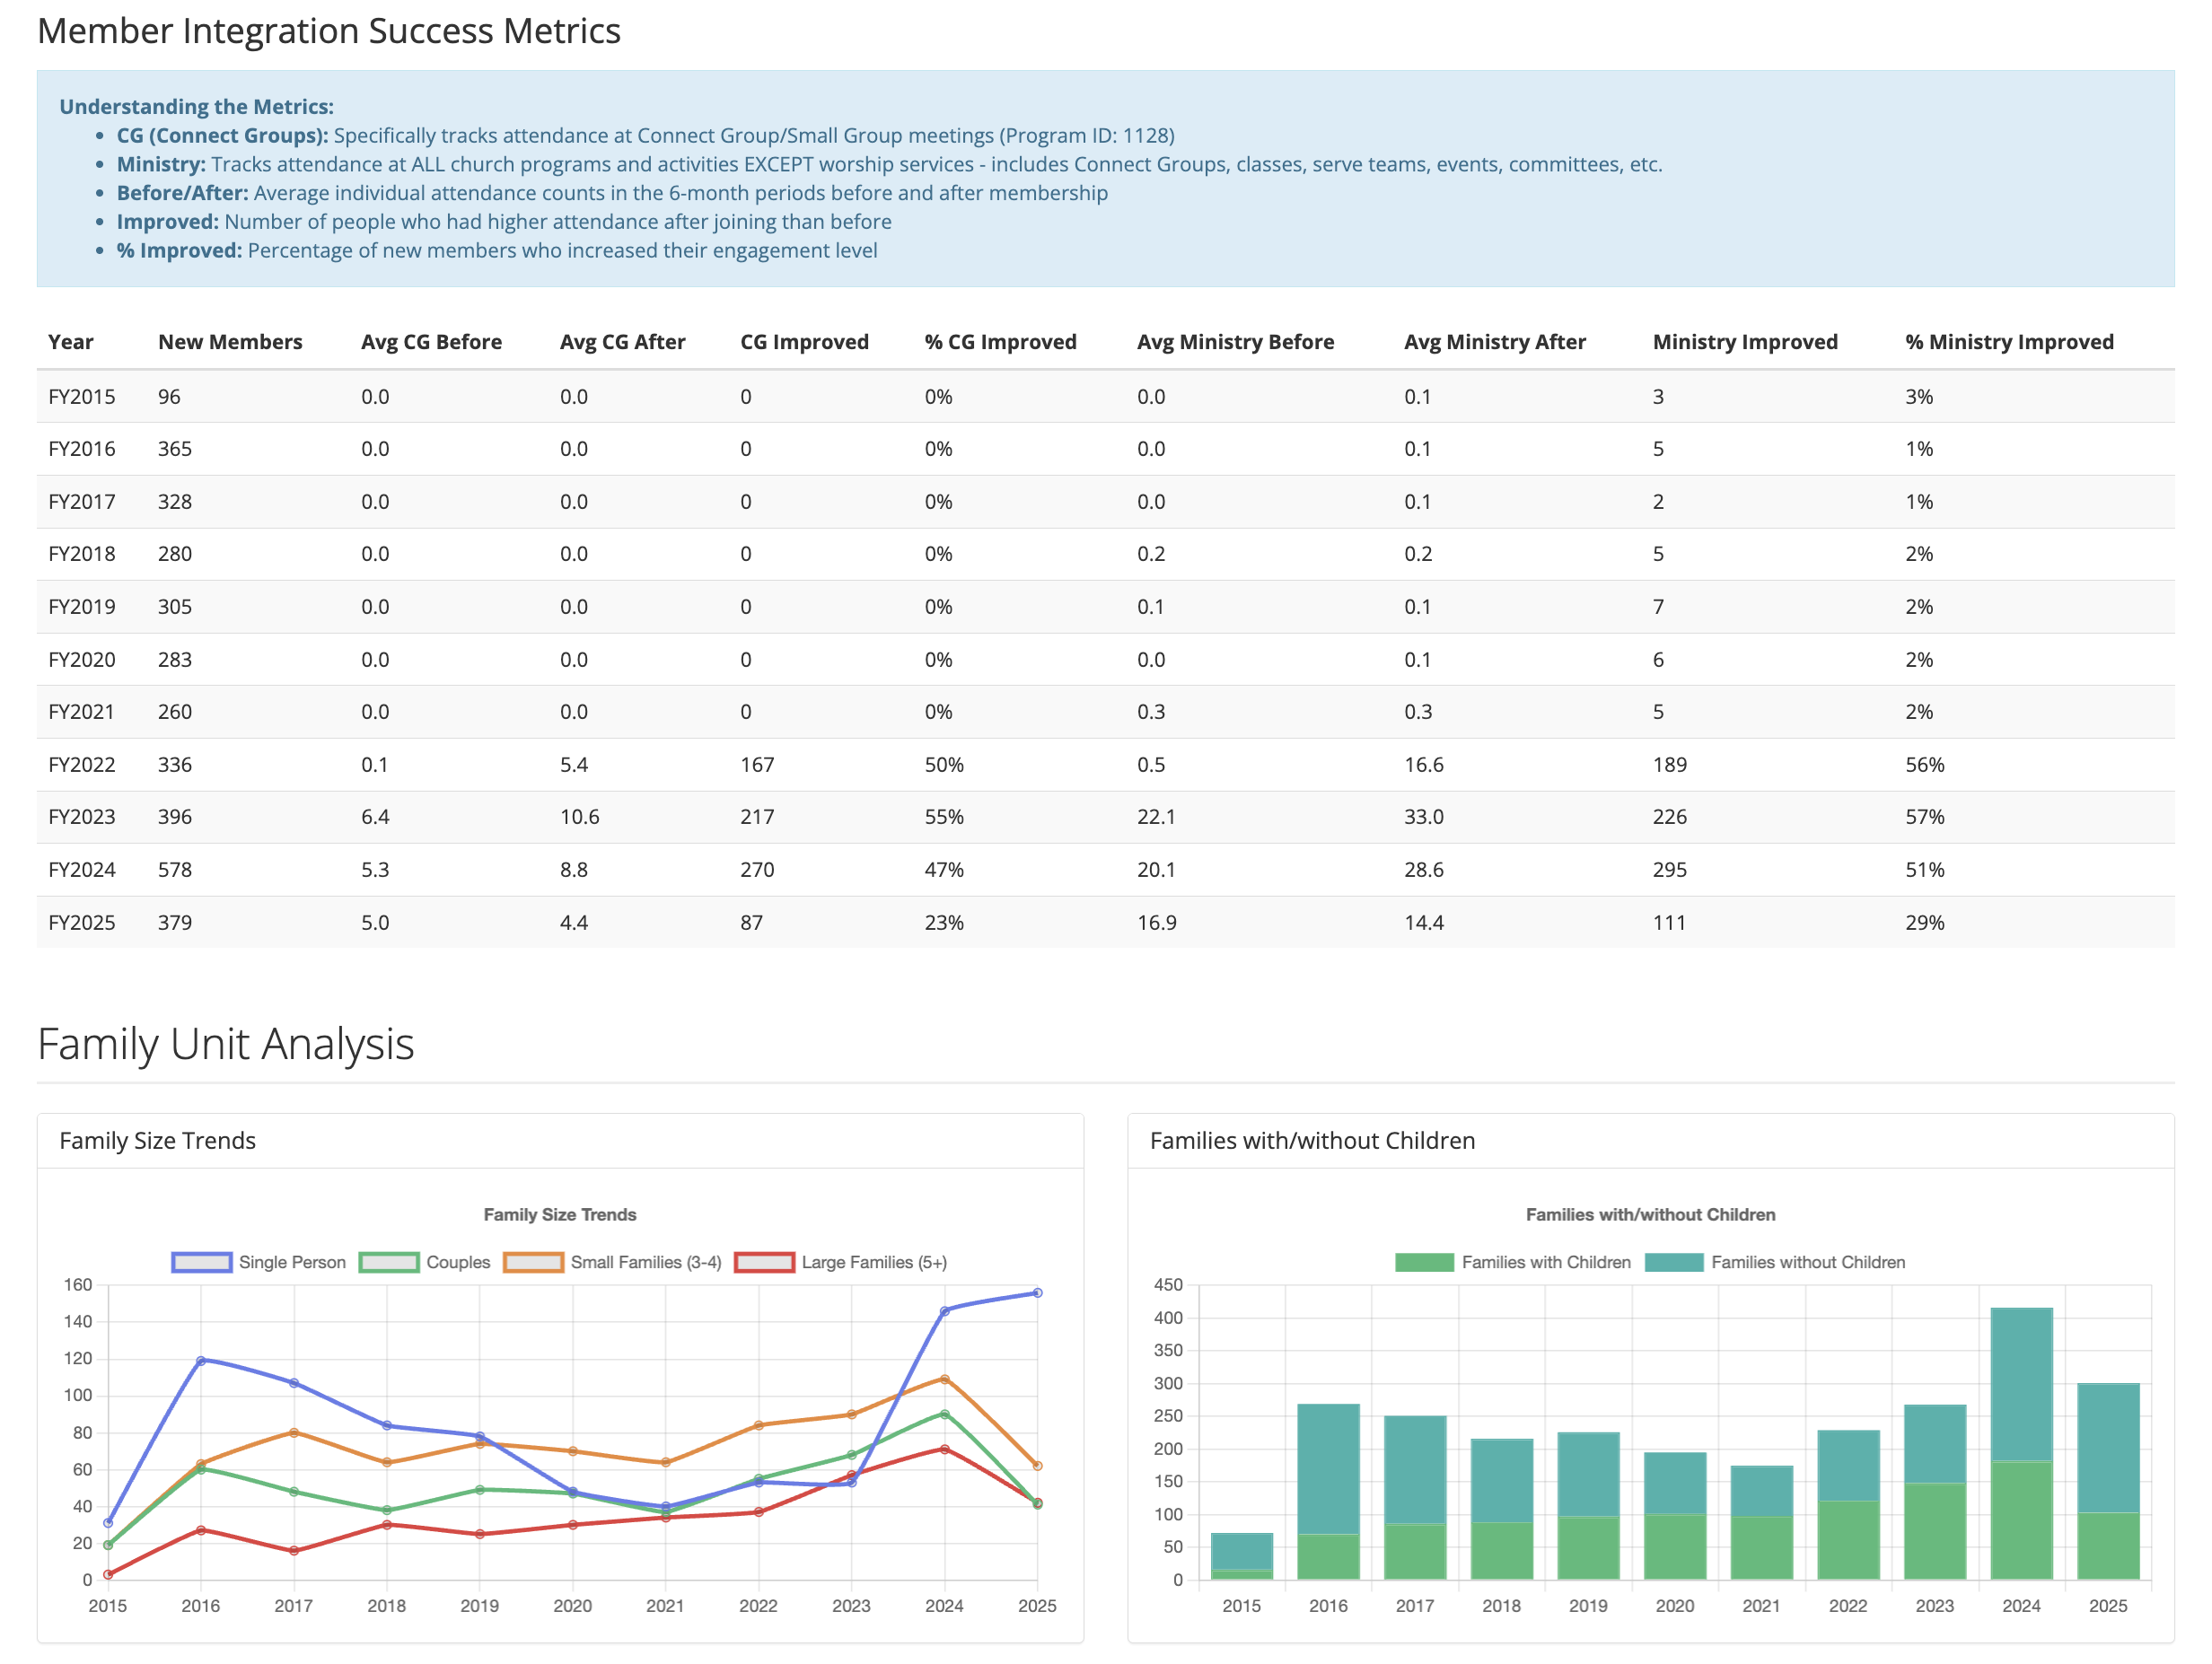 Member Integration Success Metrics
Understanding the Metrics:
• CG (Connect Groups): Specifically tracks attendance at Connect Group/Small Group meetings (Program ID: 1128)
• Ministry: Tracks attendance at ALL church programs and activities EXCEPT worship services - includes Connect Groups, classes, serve teams, events, committees, etc.
• Before/After: Average individual attendance counts in the 6-month periods before and after membership
• Improved: Number of people who had higher attendance after joining than before
• % Improved: Percentage of new members who increased their engagement level
Year New Members Avg CG Before Avg CG After CG Improved % CG Improved Avg Ministry Before Avg Ministry After Ministry Improved % Ministry Improved
FY2015 96 0.0 0.0 0 0% 0.0 0.1 3 3%
FY2016 365 0.0 0.0 0 0% 0.0 0.1 5 1%
FY2017 328 0.0 0.0 0 0% 0.0 0.1 2 1%
FY2018 280 0.0 0.0 0 0% 0.2 0.2 5 2%
FY2019 305 0.0 0.0 0 0% 0.1 0.1 7 2%
FY2020 283 0.0 0.0 0 0% 0.0 0.1 6 2%
FY2021 260 0.0 0.0 0 0% 0.3 0.3 5 2%
FY2022 336 0.1 5.4 167 50% 0.5 16.6 189 56%
FY2023 396 6.4 10.6 217 55% 22.1 33.0 226 57%
FY2024 578 5.3 8.8 270 47% 20.1 28.6 295 51%
FY2025 379 5.0 4.4 87 23% 16.9 14.4 111 29%
Family Unit Analysis
Family Size Trends
Family Size Trends
Single Person Couples Small Families (3-4) Large Families (5+)
160
140
120
100
80
60
40
20
0
2015 2016 2017 2018 2019 2020 2021 2022 2023 2024 2025
Families with/without Children
Families with/without Children
Families with Children Families without Children
450
400
350
300
250
200
150
100
50
0
2015 2016 2017 2018 2019 2020 2021 2022 2023 2024 2025